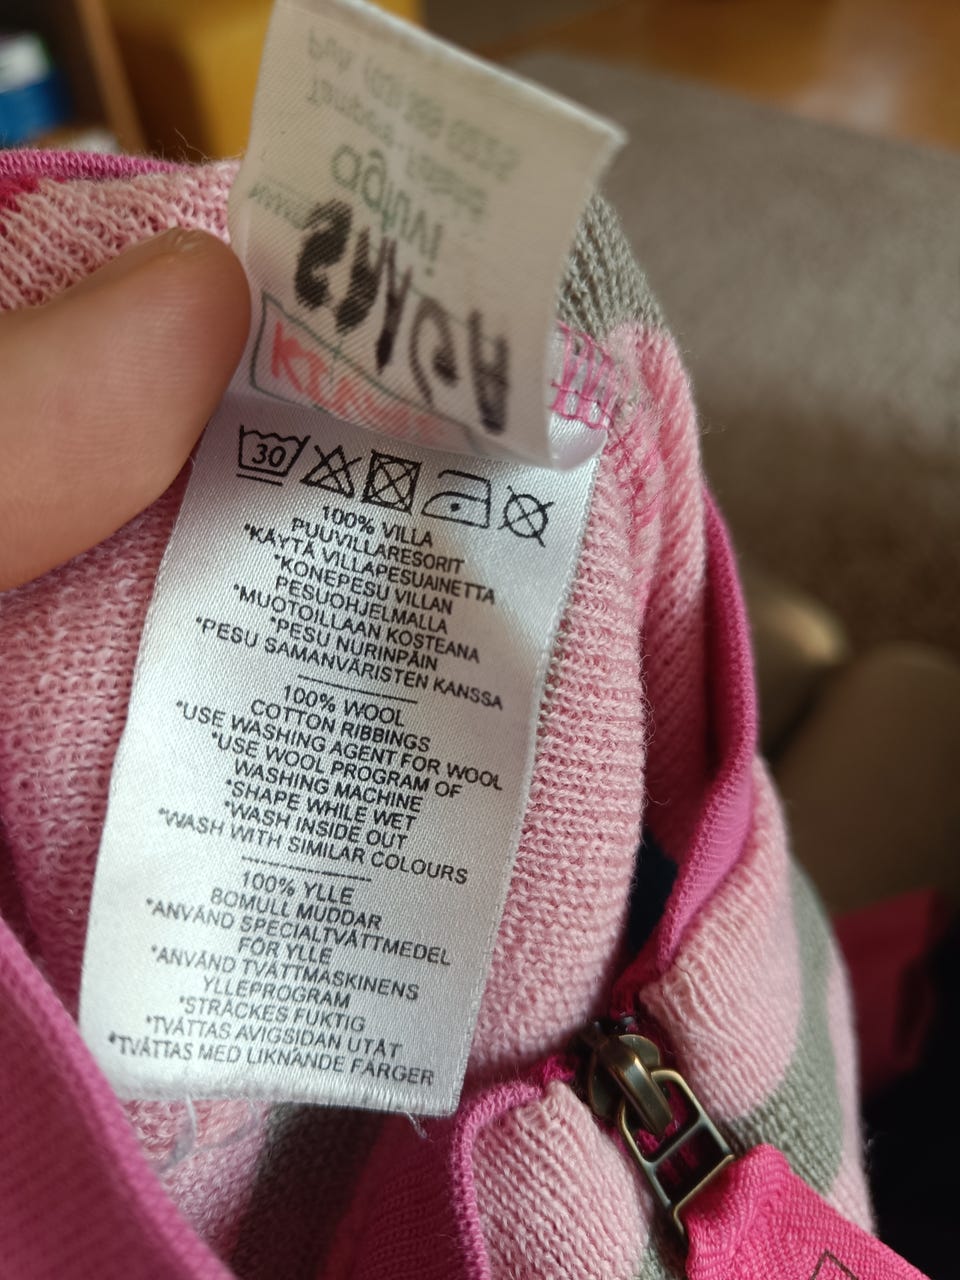 30
100% VILLA
PUUVILLARESORIT
*KÄYTÄ VILLAPESUAINETTA
*KONEPESU VILLAN
PESUOHJELMALLA
*MUOTOILLAAN KOSTEANA
*PESU NURINPÄIN
*PESU SAMANVÄRISTEN KANSSA
100% WOOL
COTTON RIBBINGS
*USE WASHING AGENT FOR WOOL
*USE WOOL PROGRAM OF
WASHING MACHINE
*SHAPE WHILE WET
*WASH INSIDE OUT
*WASH WITH SIMILAR COLOURS
100% YLLE
BOMULL MUDDAR
*ANVÄND SPECIALTVÄTTMEDEL
FÖR YLLE
*ANVÄND TVÄTTMASKINENS
YLLEPROGRAM
*STRÄCKES FUKTIG
*TVÄTTAS AVIGSIDAN UTÅT
*TVÄTTAS MED LIKNANDE FÄRGER